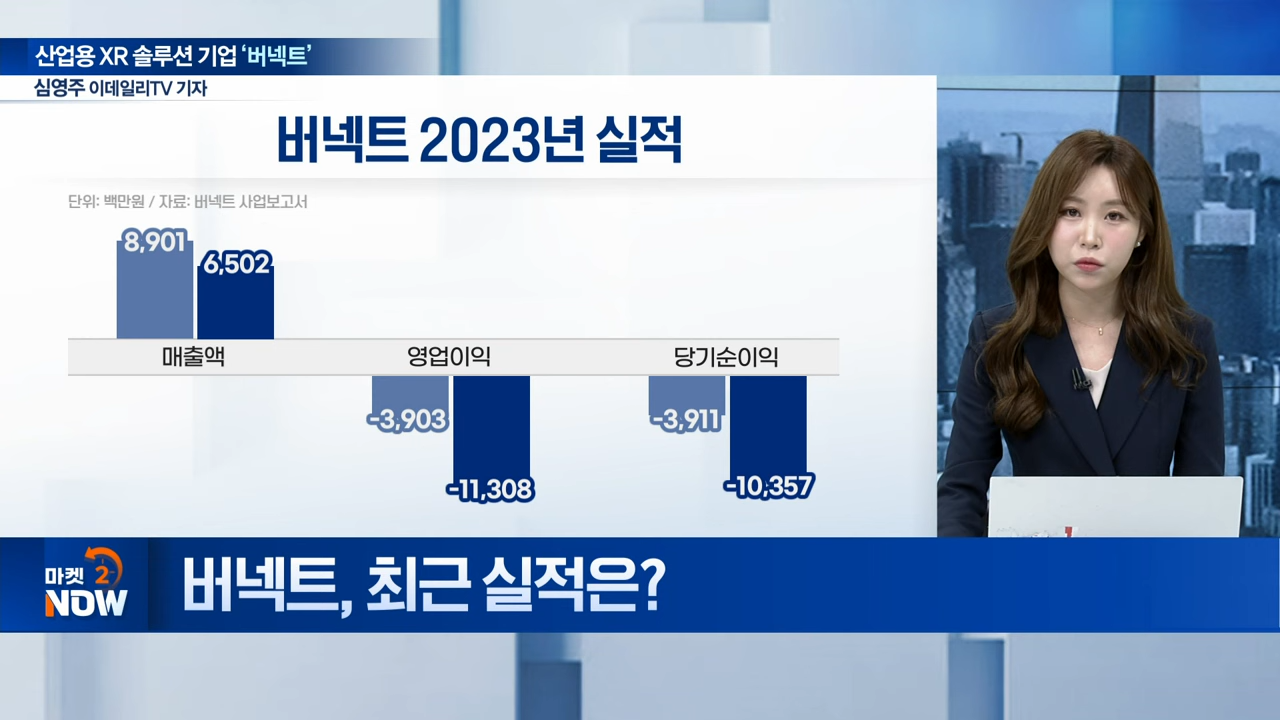 산업용 XR 솔루션 기업 ‘버넥트’
심영주 이데일리TV 기자
버넥트 2023년 실적
단위: 백만원 / 자료: 버넥트 사업보고서
8,901
6,502
매출액
영업이익
당기순이익
-3,903
-11,308
-3,911
-10,357
마켓 2
NOW
버넥트, 최근 실적은?